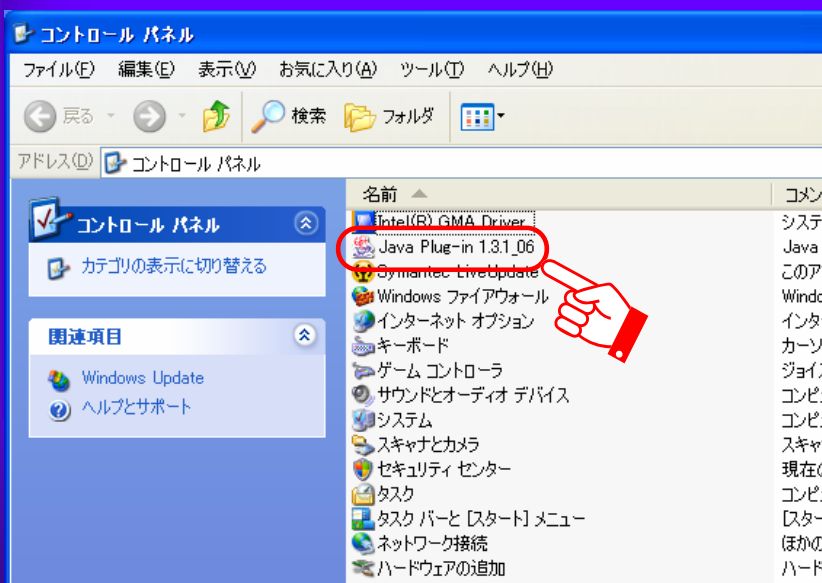 コントロール パネル
ファイル(F) 編集(E) 表示(V) お気に入り(A) ツール(T) ヘルプ(H)
戻る 検索 フォルダ
アドレス(D) コントロール パネル
コントロール パネル
カテゴリの表示に切り替える
関連項目
Windows Update
ヘルプとサポート
名前 コメン
Intel(R) GMA Driver システ
Java Plug-in 1.3.1_06 Java
Symantec LiveUpdate このア
Windows ファイアウォール Windo
インターネット オプション インタ
キーボード カーソ
ゲーム コントローラ ジョイス
サウンドとオーディオ デバイス コンピ
システム コンピ
スキャナとカメラ スキャ
セキュリティ センター 現在の
タスク コンピ
タスク バーと [スタート] メニュー [スター
ネットワーク接続 ほかの
ハードウェアの追加 ハード